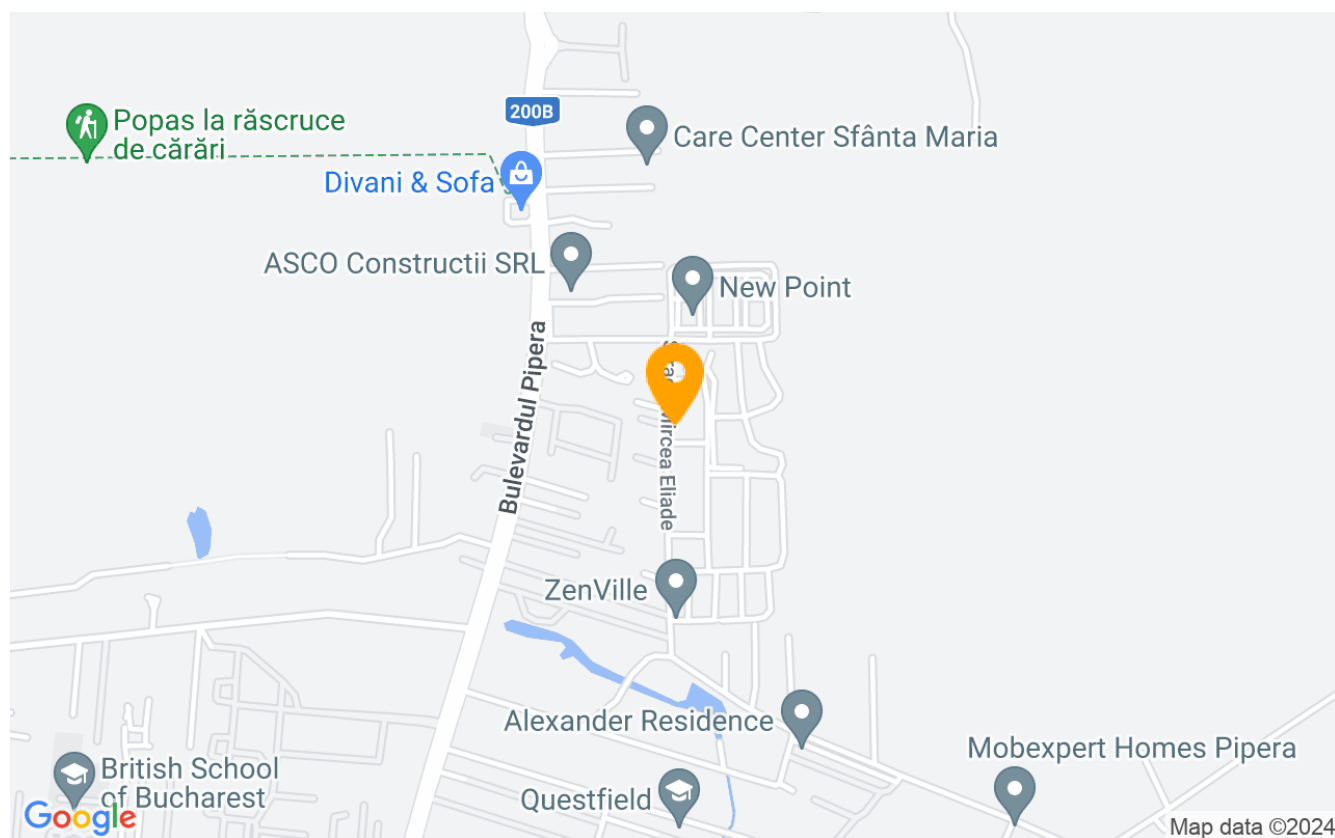 200B
Popas la răscruce
de cărări
Care Center Sfânta Maria
Divani & Sofa
ASCO Constructii SRL
New Point
Bulevardul Pipera
Mircea Eliade
ZenVille
Alexander Residence
Mobexpert Homes Pipera
British School
of Bucharest
Questfield
Google
Map data ©2024